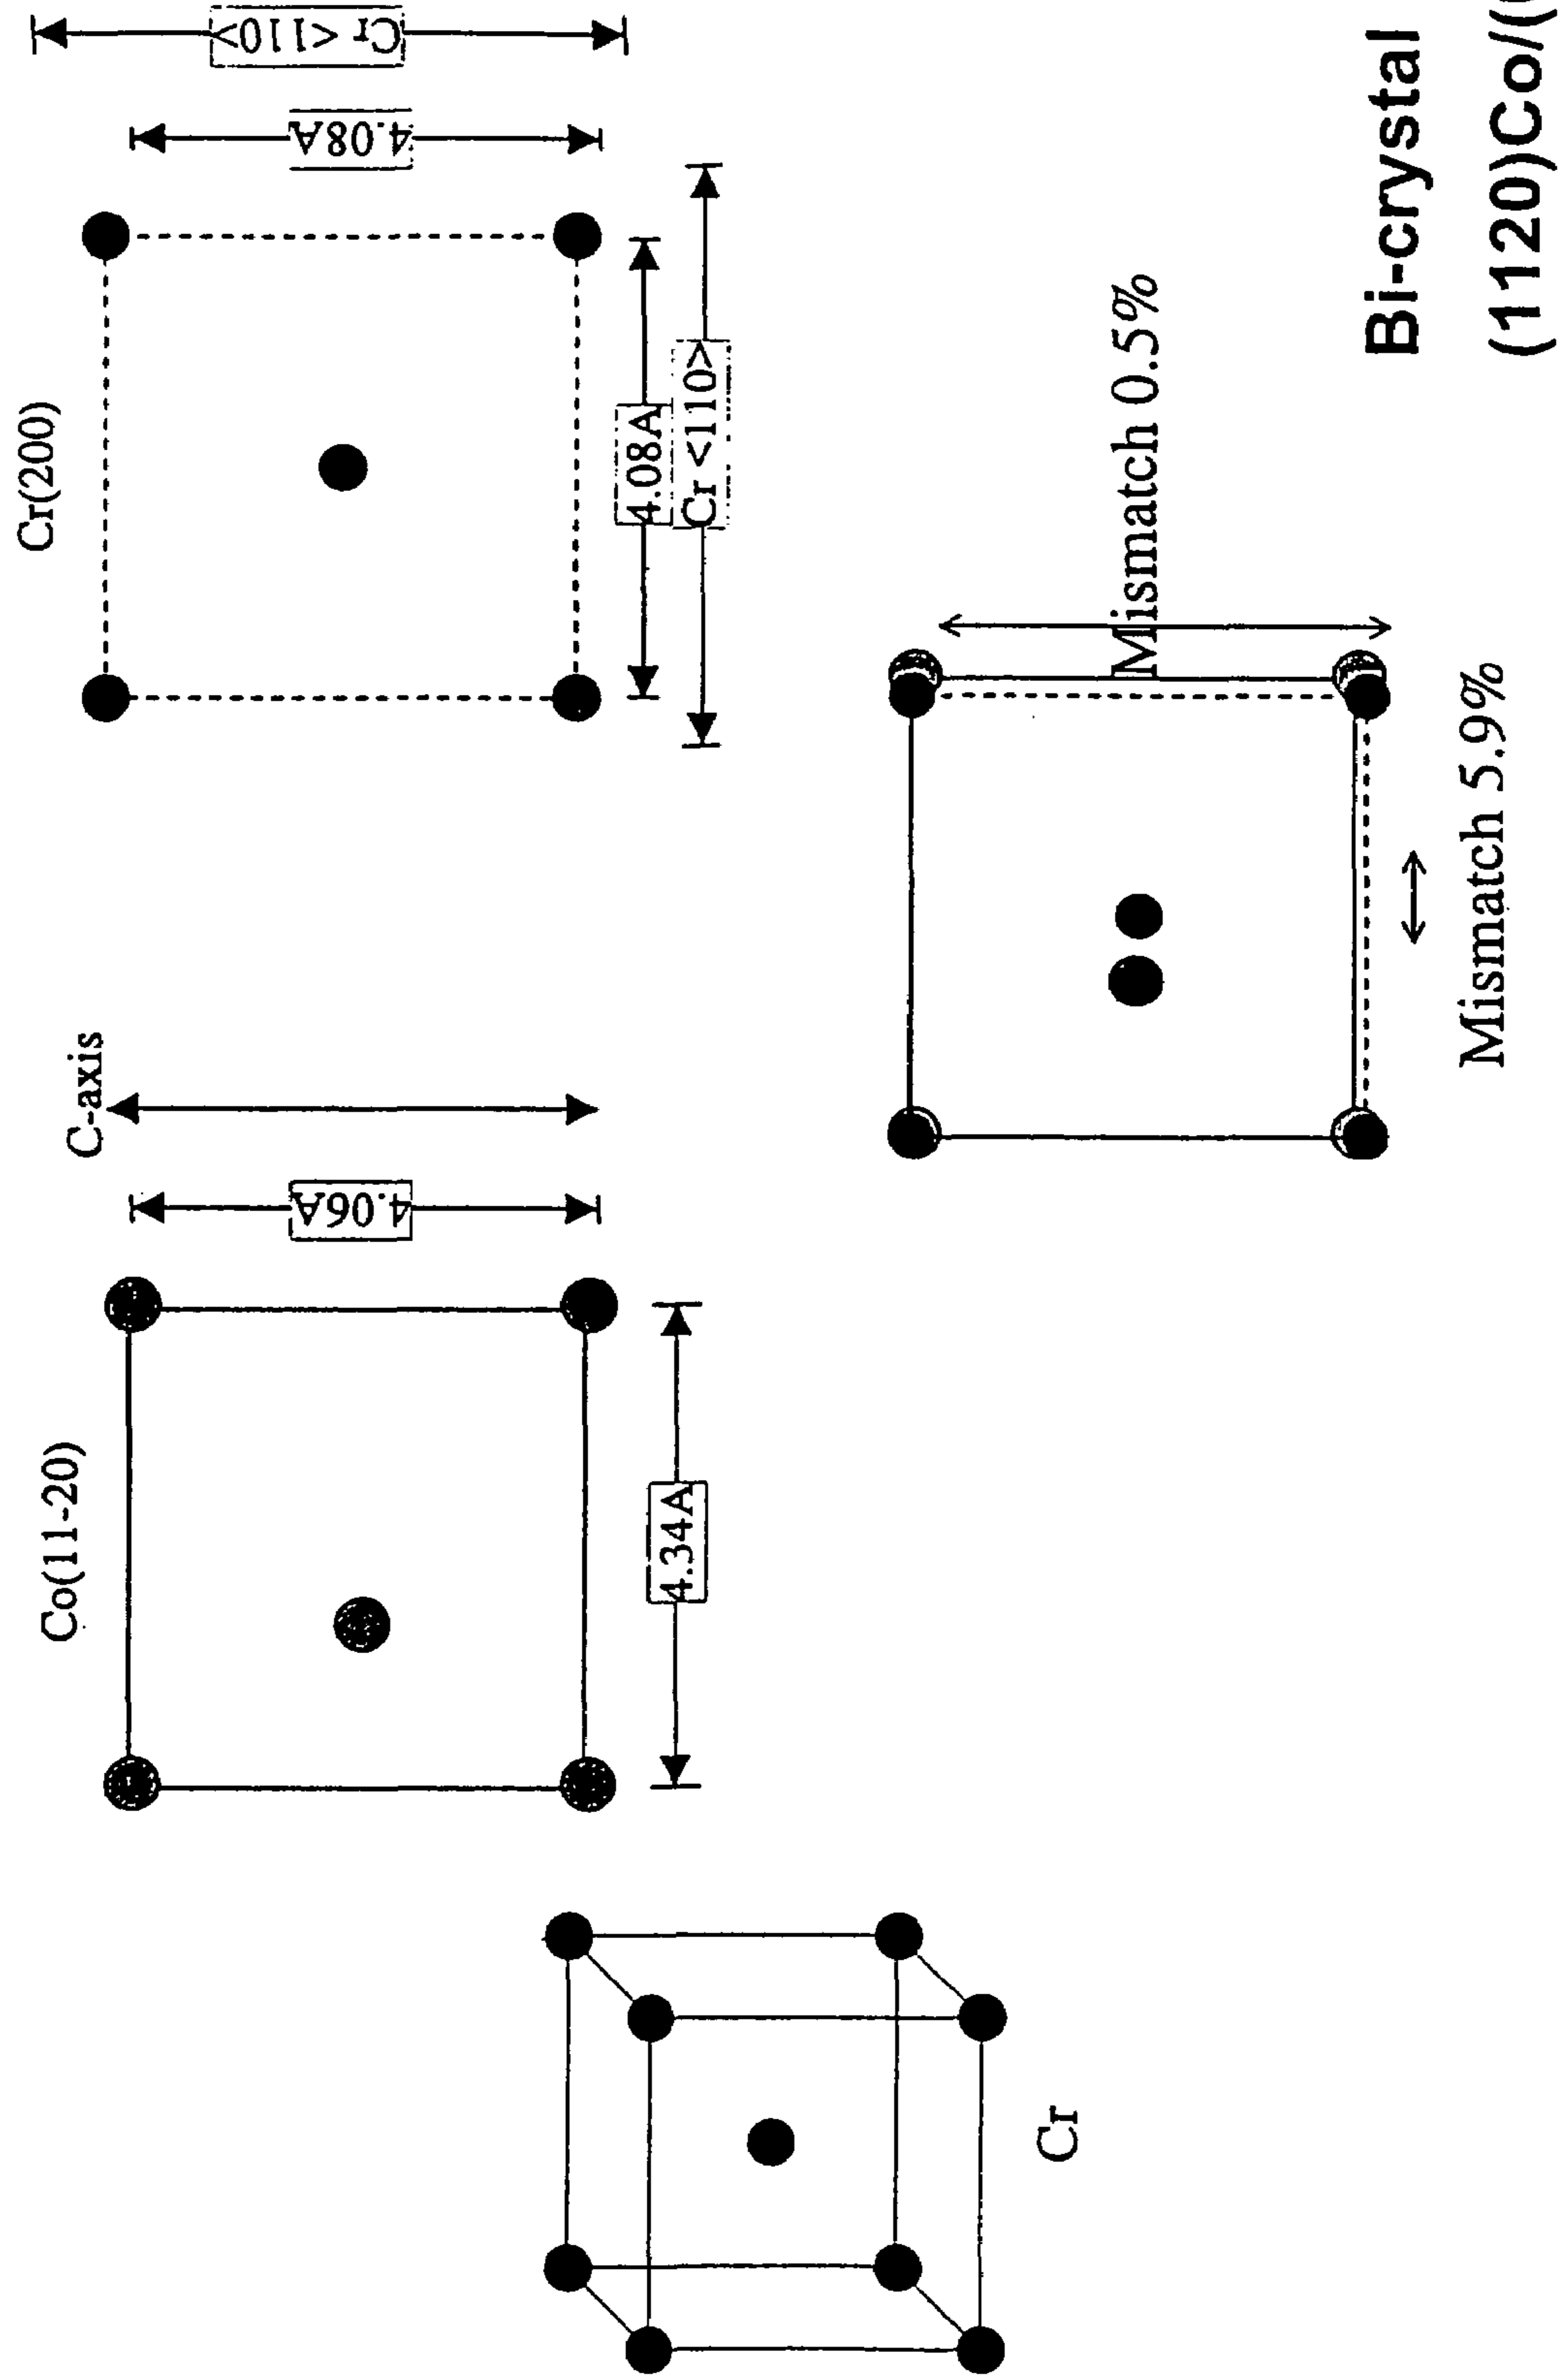 Cr
Co(11-20)
C-axis
4.06A
4.34A
Cr(200)
Cr <110>
4.08A
4.08A
Cr <110>
Mismatch 0.5%
Mismatch 5.9%
Bi-crystal
(1120)Co/(